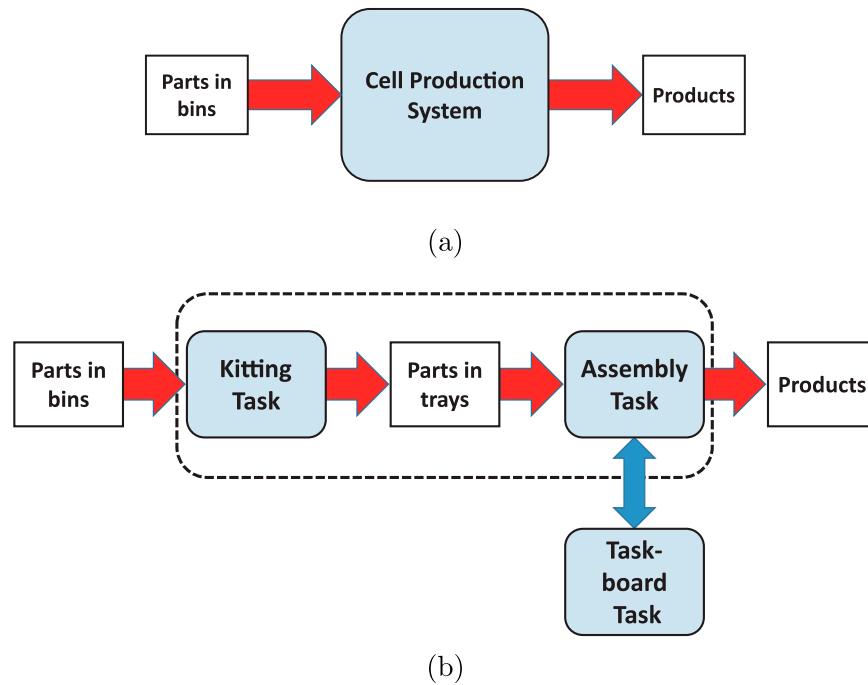 Parts in
bins
Cell Production
System
Products
(a)
Parts in
bins
Kitting
Task
Parts in
trays
Assembly
Task
Products
Task-
board
Task
(b)